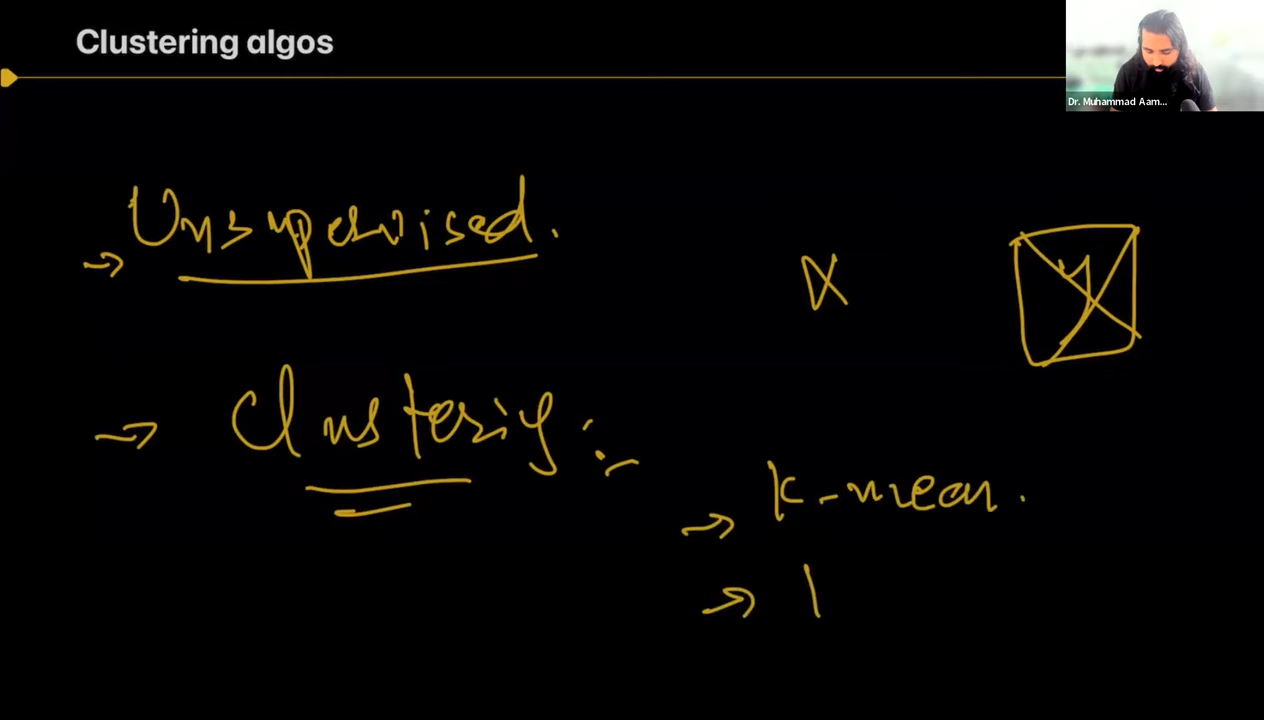 Clustering algos
Dr. Muhammad Aam...
→ Unsupervised.
X
y
→ Clustering :-
→ K-mean.
→